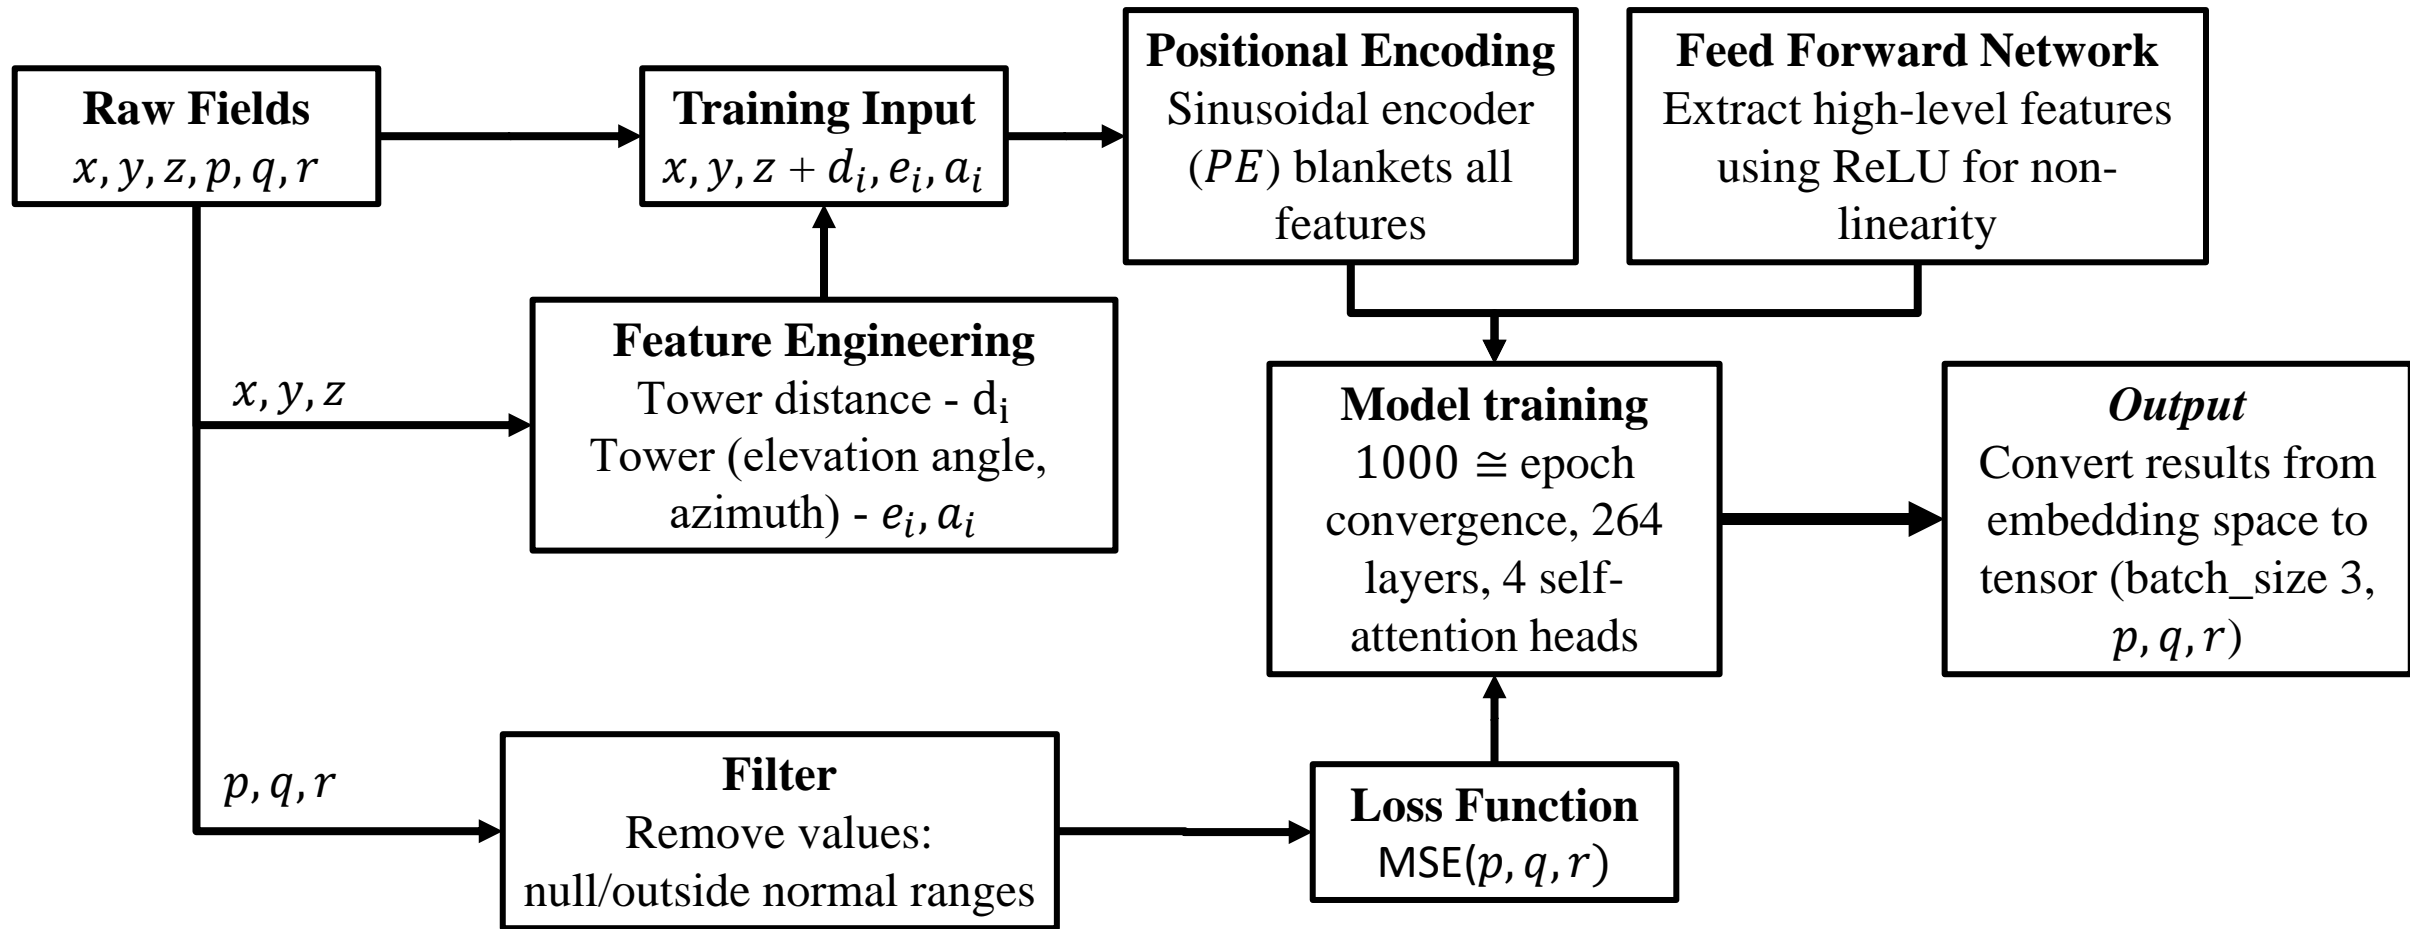 Raw Fields
x, y, z, p, q, r
Training Input
x, y, z + dᵢ, eᵢ, aᵢ
Positional Encoding
Sinusoidal encoder
(PE) blankets all
features
Feed Forward Network
Extract high-level features
using ReLU for non-
linearity
x, y, z
Feature Engineering
Tower distance - dᵢ
Tower (elevation angle,
azimuth) - eᵢ, aᵢ
Model training
1000 ≅ epoch
convergence, 264
layers, 4 self-
attention heads
Output
Convert results from
embedding space to
tensor (batch_size 3,
p, q, r)
p, q, r
Filter
Remove values:
null/outside normal ranges
Loss Function
MSE(p, q, r)